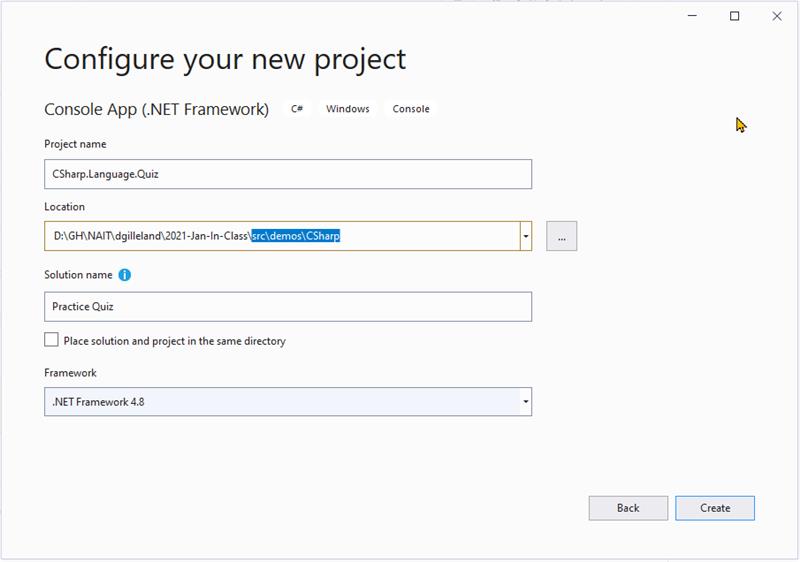 Configure your new project
Console App (.NET Framework) C# Windows Console
Project name
CSharp.Language.Quiz
Location
D:\GH\NAIT\dgilleland\2021-Jan-In-Class\src\demos\CSharp ...
Solution name
Practice Quiz
Place solution and project in the same directory
Framework
.NET Framework 4.8
Back Create